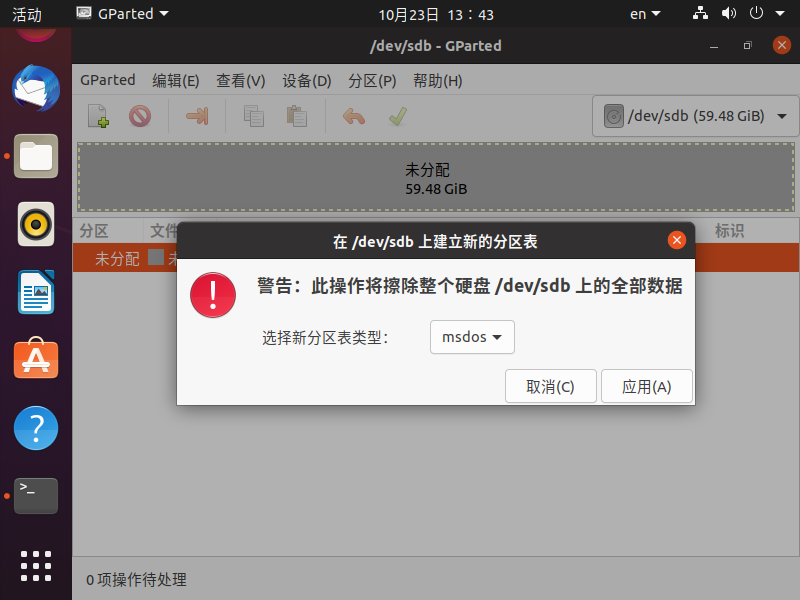 活动
GParted
10月23日 13：43
en
/dev/sdb - GParted
GParted 编辑(E) 查看(V) 设备(D) 分区(P) 帮助(H)
/dev/sdb (59.48 GiB)
未分配
59.48 GiB
分区 文件 标识
未分配 未
在 /dev/sdb 上建立新的分区表
警告：此操作将擦除整个硬盘 /dev/sdb 上的全部数据
选择新分区表类型：
msdos
取消(C) 应用(A)
>_
0 项操作待处理